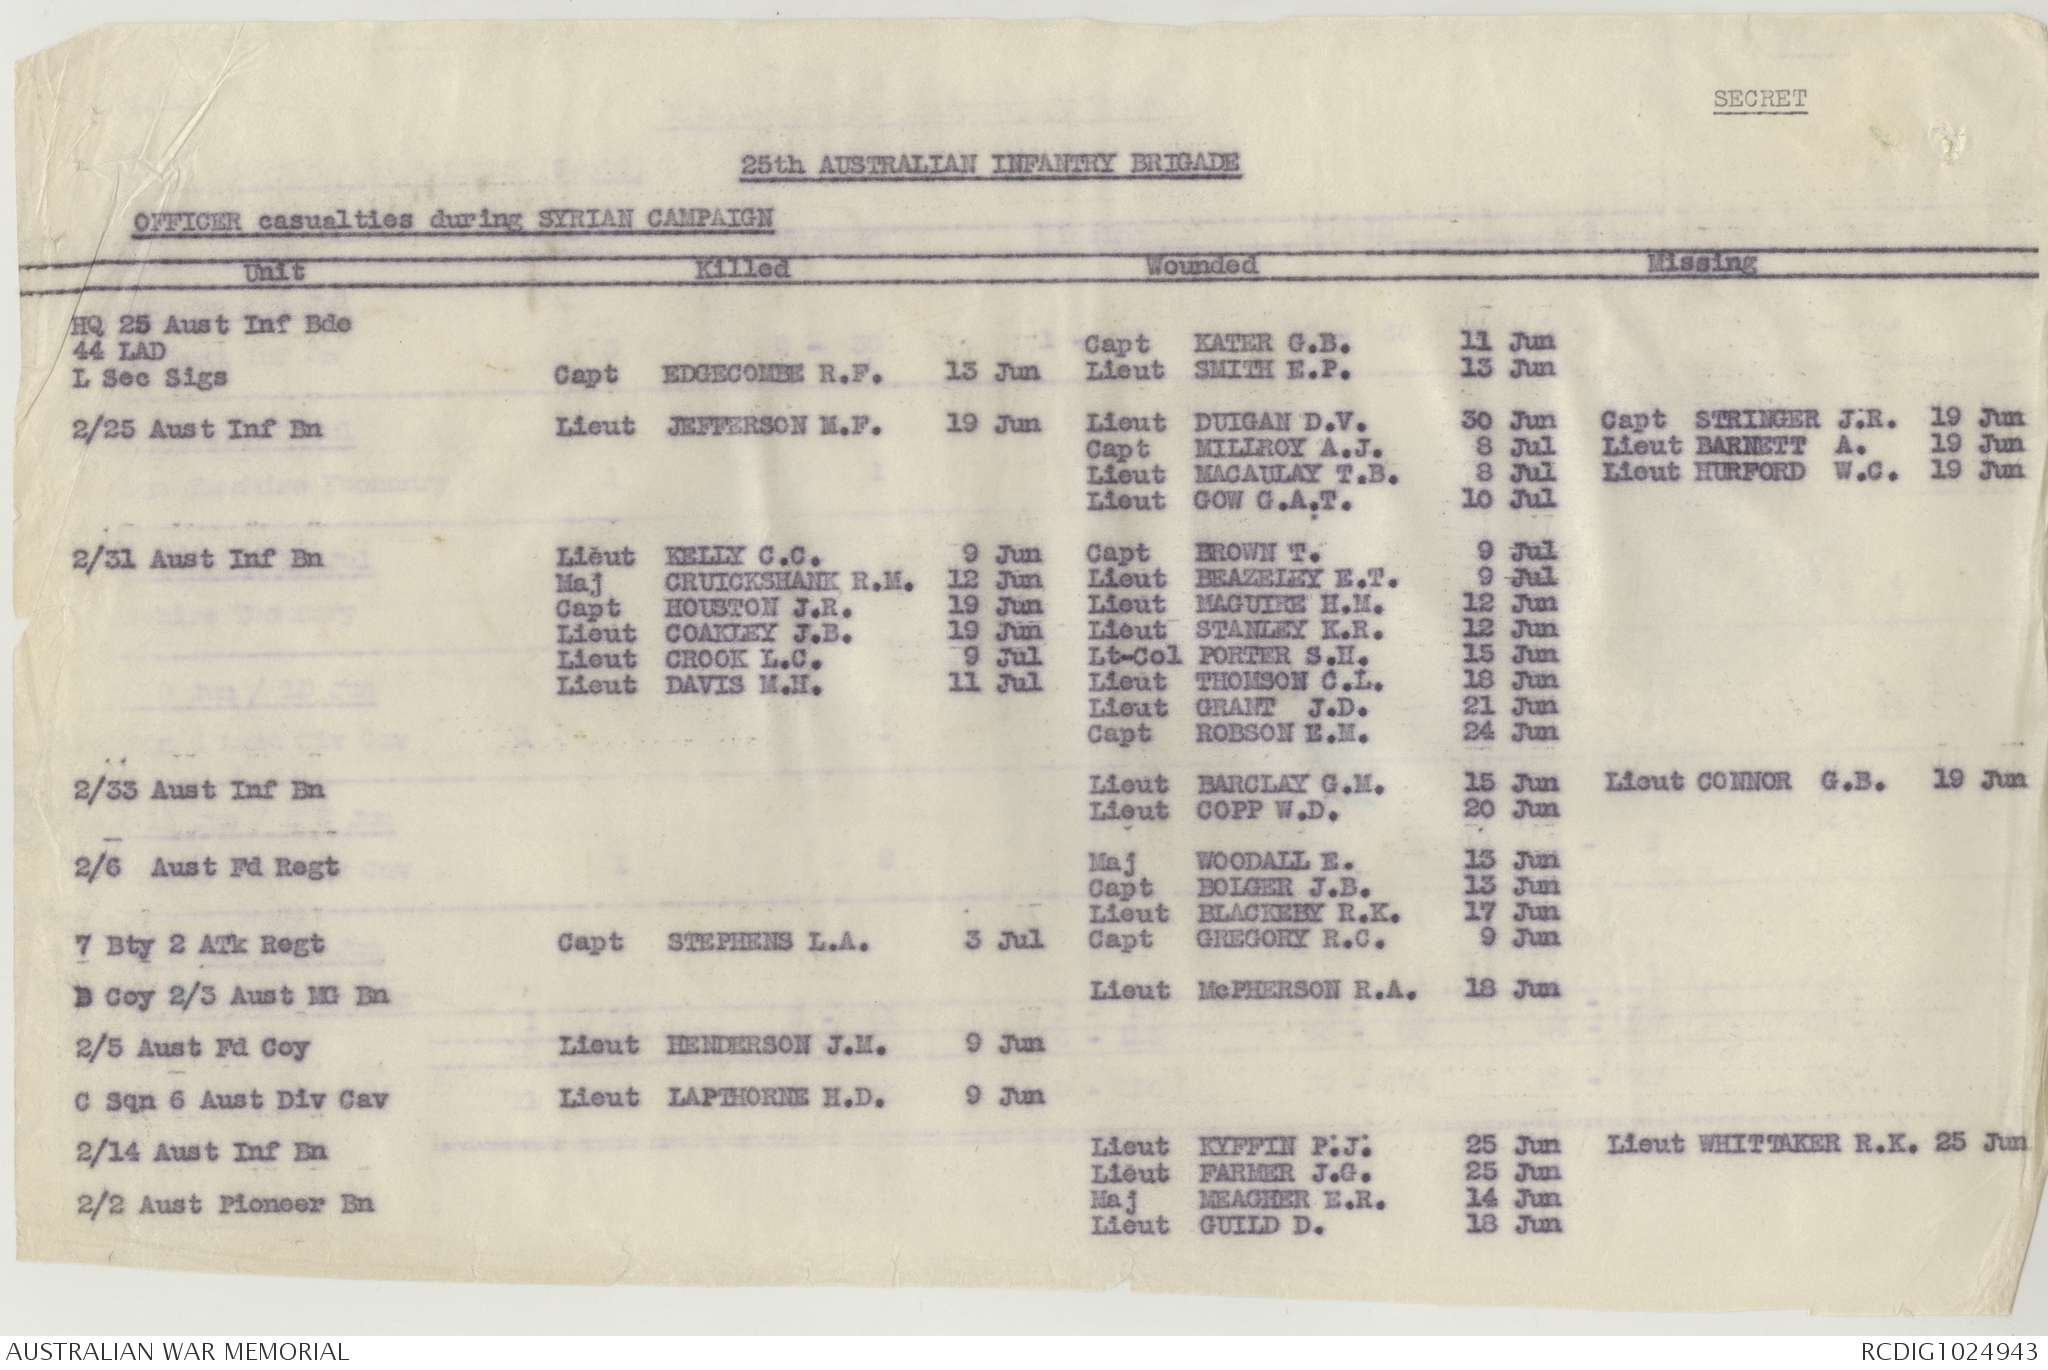 SECRET
25th AUSTRALIAN INFANTRY BRIGADE
OFFICER casualties during SYRIAN CAMPAIGN
Unit Killed Wounded Missing
HQ 25 Aust Inf Bde
44 LAD Capt KATER G.B. 11 Jun
L Sec Sigs Capt EDGECOMBE R.F. 13 Jun Lieut SMITH E.P. 13 Jun
2/25 Aust Inf Bn Lieut JEFFERSON M.F. 19 Jun Lieut DUIGAN D.V. 30 Jun Capt STRINGER J.R. 19 Jun
Capt MILLROY A.J. 8 Jul Lieut BARNETT A. 19 Jun
Lieut MACAULAY T.B. 8 Jul Lieut HURFORD W.C. 19 Jun
Lieut GOW G.A.T. 10 Jul
2/31 Aust Inf Bn Lieut KELLY C.C. 9 Jun Capt BROWN T. 9 Jul
Maj CRUICKSHANK R.M. 12 Jun Lieut BEAZELEY E.T. 9 Jul
Capt HOUSTON J.R. 19 Jun Lieut MAGUIRE H.M. 12 Jun
Lieut COAKLEY J.B. 19 Jun Lieut STANLEY K.R. 12 Jun
Lieut CROOK L.C. 9 Jul Lt-Col PORTER S.H. 15 Jun
Lieut DAVIS M.H. 11 Jul Lieut THOMSON C.L. 18 Jun
Lieut GRANT J.D. 21 Jun
Capt ROBSON E.M. 24 Jun
2/33 Aust Inf Bn Lieut BARCLAY G.M. 15 Jun Lieut CONNOR G.B. 19 Jun
Lieut COPP W.D. 20 Jun
2/6 Aust Fd Regt Maj WOODALL E. 13 Jun
Capt BOLGER J.B. 13 Jun
Lieut BLACKEBY R.K. 17 Jun
7 Bty 2 ATk Regt Capt STEPHENS L.A. 3 Jul Capt GREGORY R.C. 9 Jun
B Coy 2/3 Aust MG Bn Lieut McPHERSON R.A. 18 Jun
2/5 Aust Fd Coy Lieut HENDERSON J.M. 9 Jun
C Sqn 6 Aust Div Cav Lieut LAPTHORNE H.D. 9 Jun
2/14 Aust Inf Bn Lieut KYFFIN P.J. 25 Jun Lieut WHITTAKER R.K. 25 Jun
Lieut FARMER J.G. 25 Jun
2/2 Aust Pioneer Bn Maj MEAGHER E.R. 14 Jun
Lieut GUILD D. 18 Jun
AUSTRALIAN WAR MEMORIAL RCDIG1024943